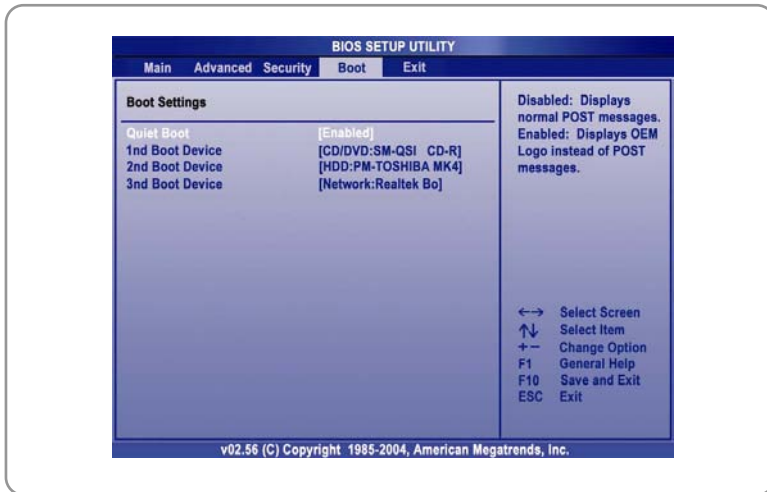 BIOS SETUP UTILITY
Main Advanced Security Boot Exit
Boot Settings
Quiet Boot [Enabled]
1nd Boot Device [CD/DVD:SM-QSI CD-R]
2nd Boot Device [HDD:PM-TOSHIBA MK4]
3nd Boot Device [Network:Realtek Bo]
Disabled: Displays
normal POST messages.
Enabled: Displays OEM
Logo instead of POST
messages.
←→ Select Screen
↑↓ Select Item
+− Change Option
F1 General Help
F10 Save and Exit
ESC Exit
v02.56 (C) Copyright 1985-2004, American Megatrends, Inc.